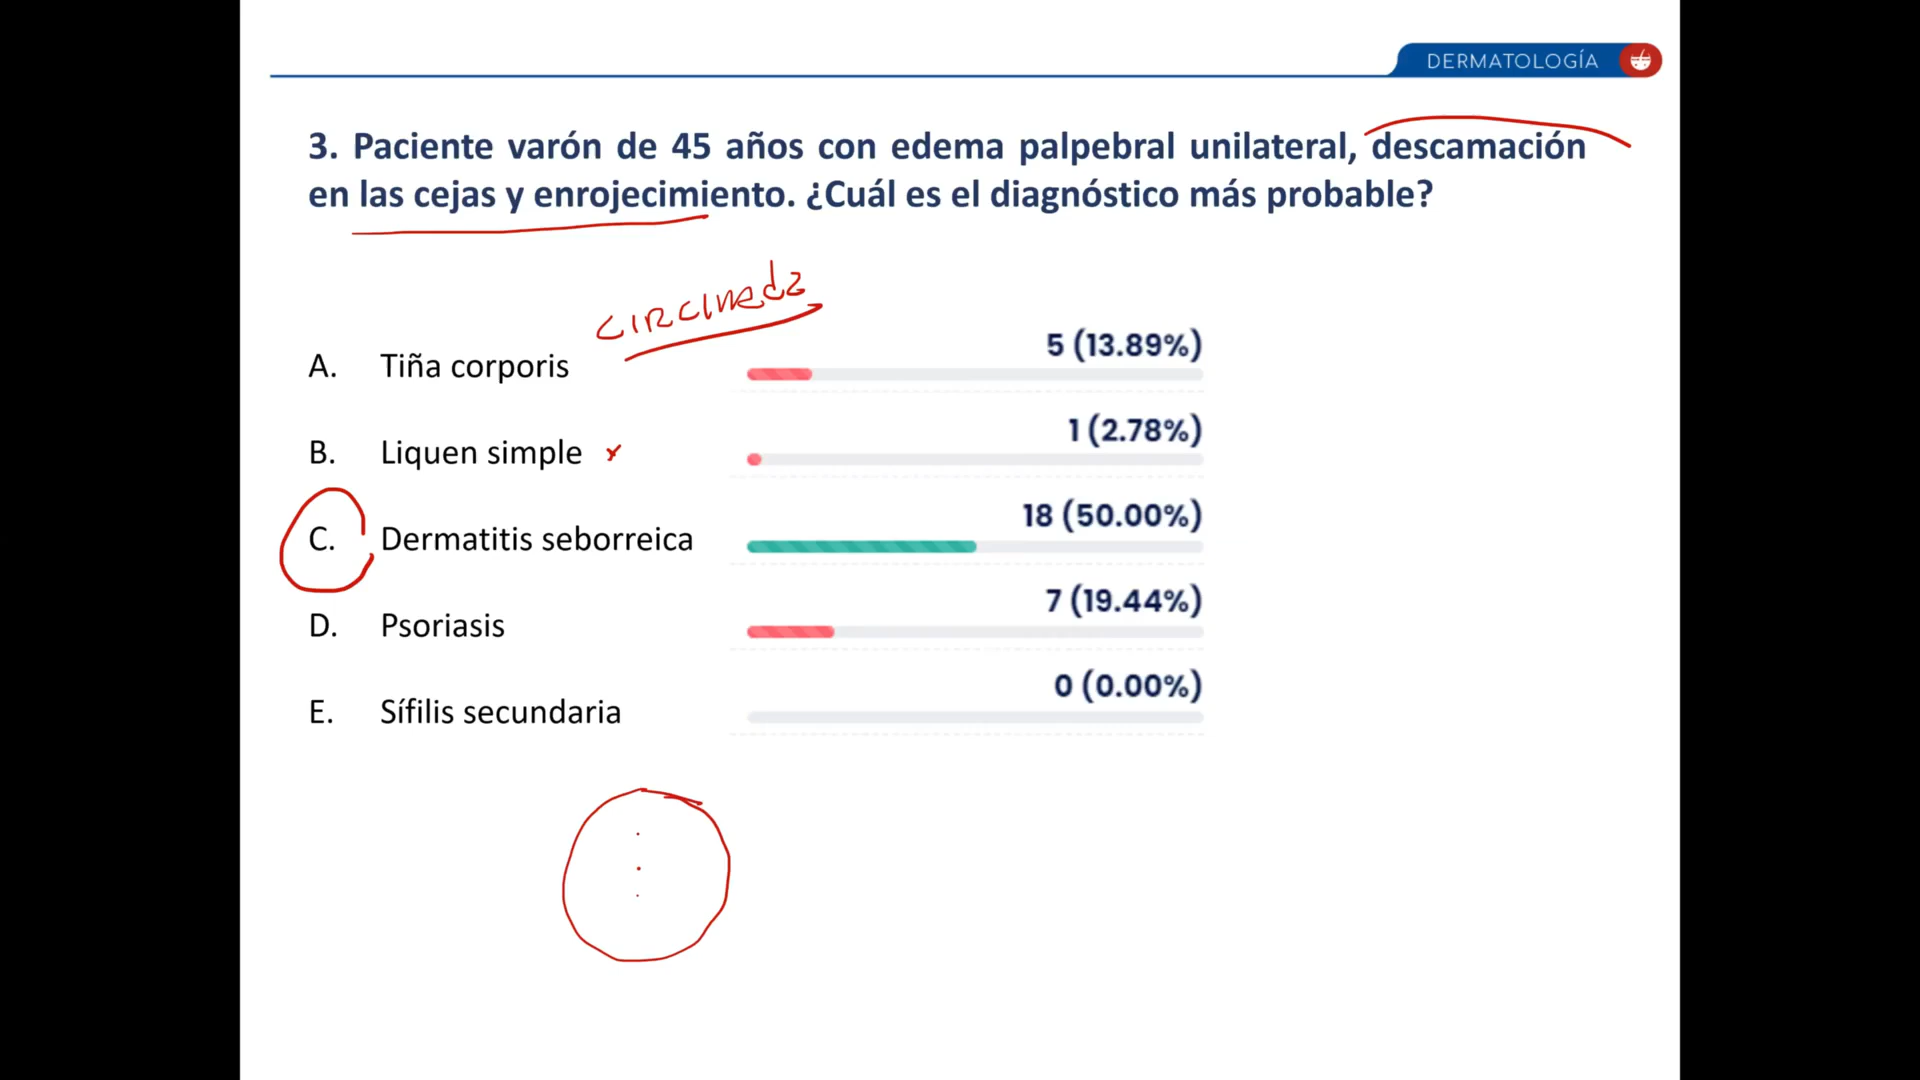 DERMATOLOGÍA
3. Paciente varón de 45 años con edema palpebral unilateral, descamación
en las cejas y enrojecimiento. ¿Cuál es el diagnóstico más probable?
circinada
A. Tiña corporis 5 (13.89%)
B. Liquen simple x 1 (2.78%)
C. Dermatitis seborreica 18 (50.00%)
D. Psoriasis 7 (19.44%)
E. Sífilis secundaria 0 (0.00%)